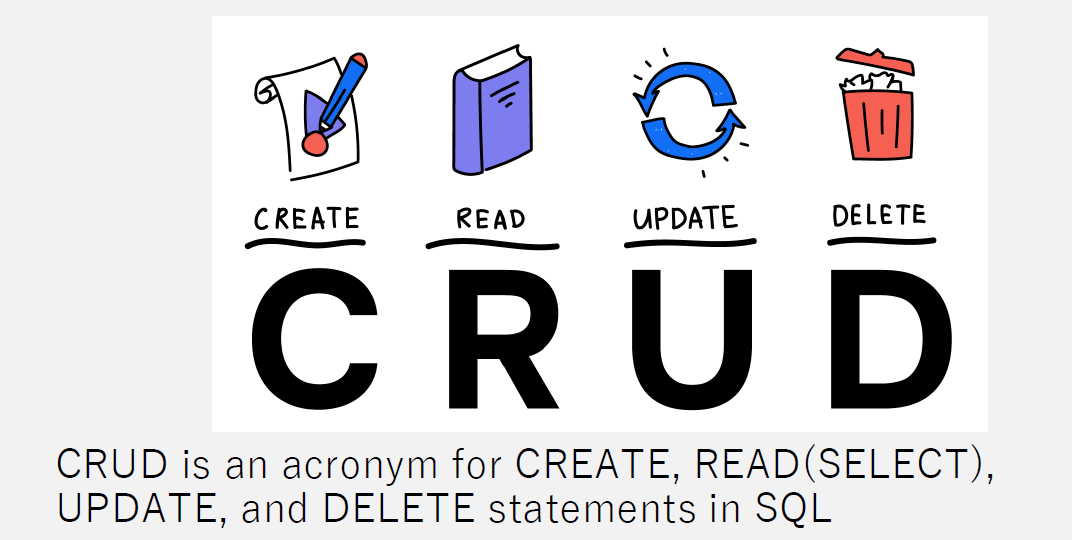 CREATE READ UPDATE DELETE
CRUD
CRUD is an acronym for CREATE, READ(SELECT),
UPDATE, and DELETE statements in SQL